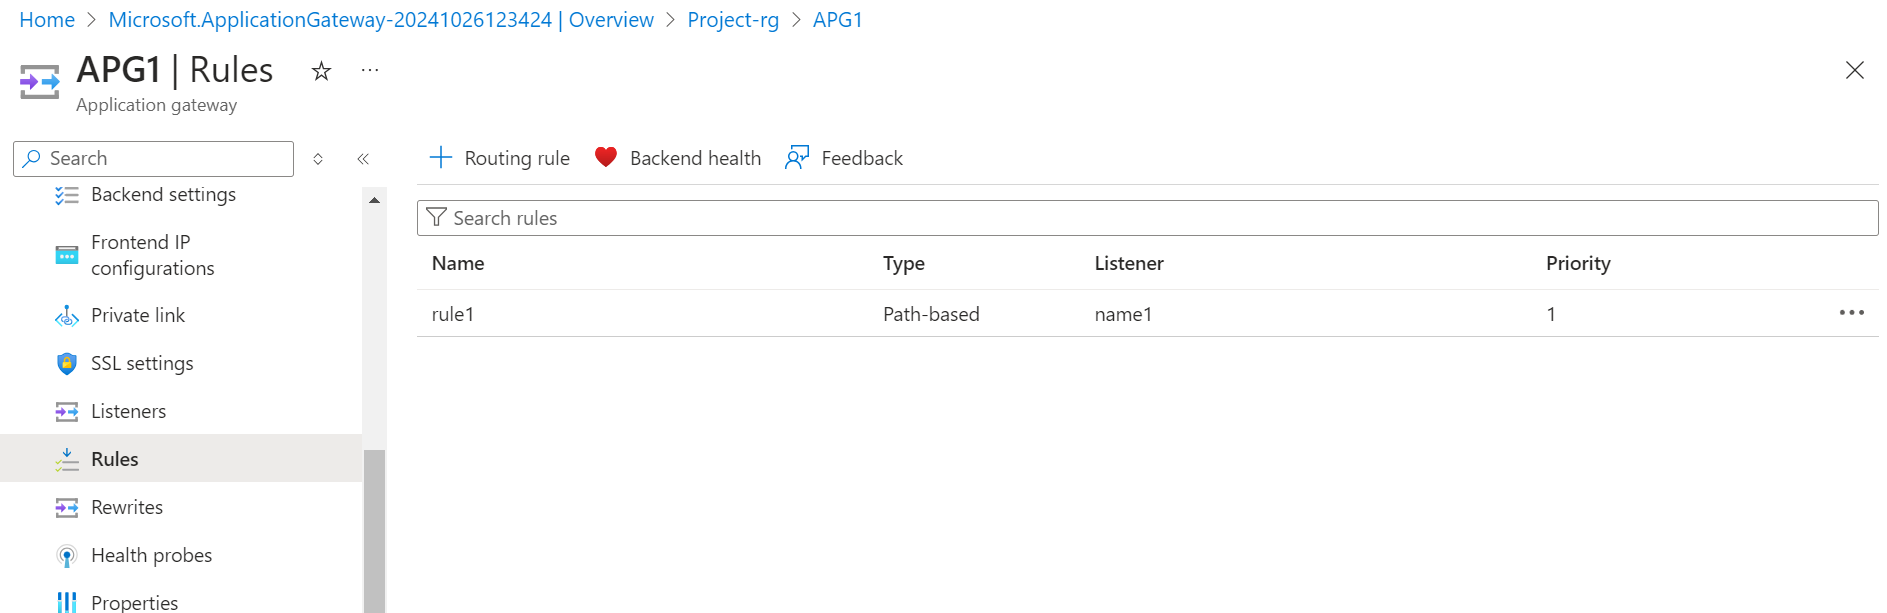 Home > Microsoft.ApplicationGateway-20241026123424 | Overview > Project-rg > APG1
APG1 | Rules
Application gateway
Search
Routing rule Backend health Feedback
Backend settings
Search rules
Frontend IP
configurations
Name Type Listener Priority
Private link
rule1 Path-based name1 1
SSL settings
Listeners
Rules
Rewrites
Health probes
Properties